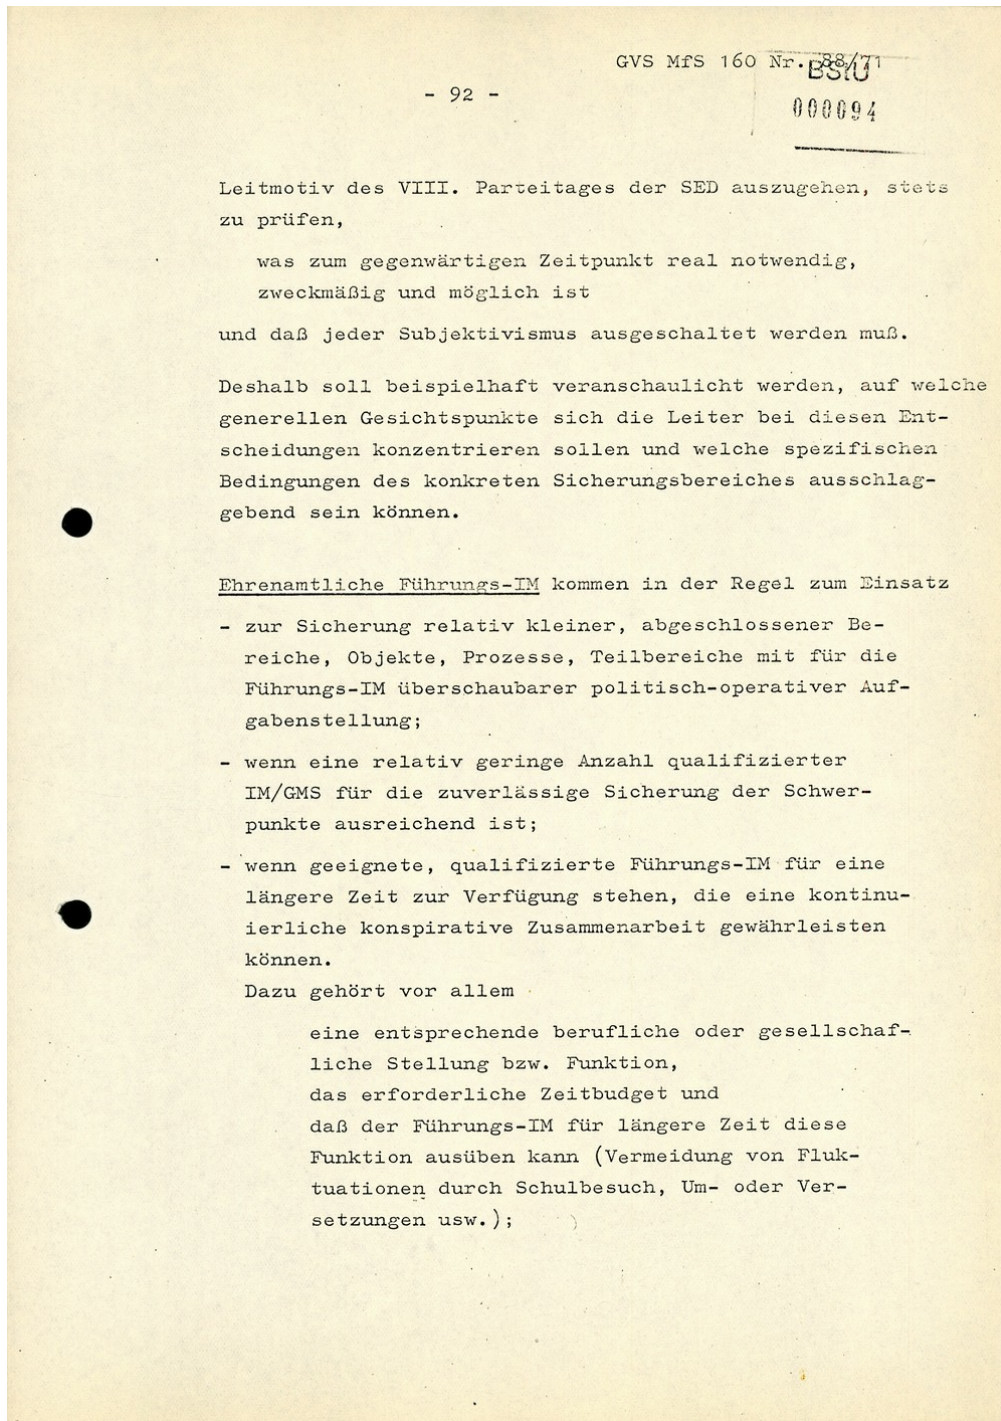 GVS MfS 160 Nr. 88/71
BStU
- 92 -
000094
Leitmotiv des VIII. Parteitages der SED auszugehen, stets
zu prüfen,
was zum gegenwärtigen Zeitpunkt real notwendig,
zweckmäßig und möglich ist
und daß jeder Subjektivismus ausgeschaltet werden muß.
Deshalb soll beispielhaft veranschaulicht werden, auf welche
generellen Gesichtspunkte sich die Leiter bei diesen Ent-
scheidungen konzentrieren sollen und welche spezifischen
Bedingungen des konkreten Sicherungsbereiches ausschlag-
gebend sein können.
Ehrenamtliche Führungs-IM kommen in der Regel zum Einsatz
- zur Sicherung relativ kleiner, abgeschlossener Be-
reiche, Objekte, Prozesse, Teilbereiche mit für die
Führungs-IM überschaubarer politisch-operativer Auf-
gabenstellung;
- wenn eine relativ geringe Anzahl qualifizierter
IM/GMS für die zuverlässige Sicherung der Schwer-
punkte ausreichend ist;
- wenn geeignete, qualifizierte Führungs-IM für eine
längere Zeit zur Verfügung stehen, die eine kontinu-
ierliche konspirative Zusammenarbeit gewährleisten
können.
Dazu gehört vor allem
eine entsprechende berufliche oder gesellschaf-
liche Stellung bzw. Funktion,
das erforderliche Zeitbudget und
daß der Führungs-IM für längere Zeit diese
Funktion ausüben kann (Vermeidung von Fluk-
tuationen durch Schulbesuch, Um- oder Ver-
setzungen usw.);